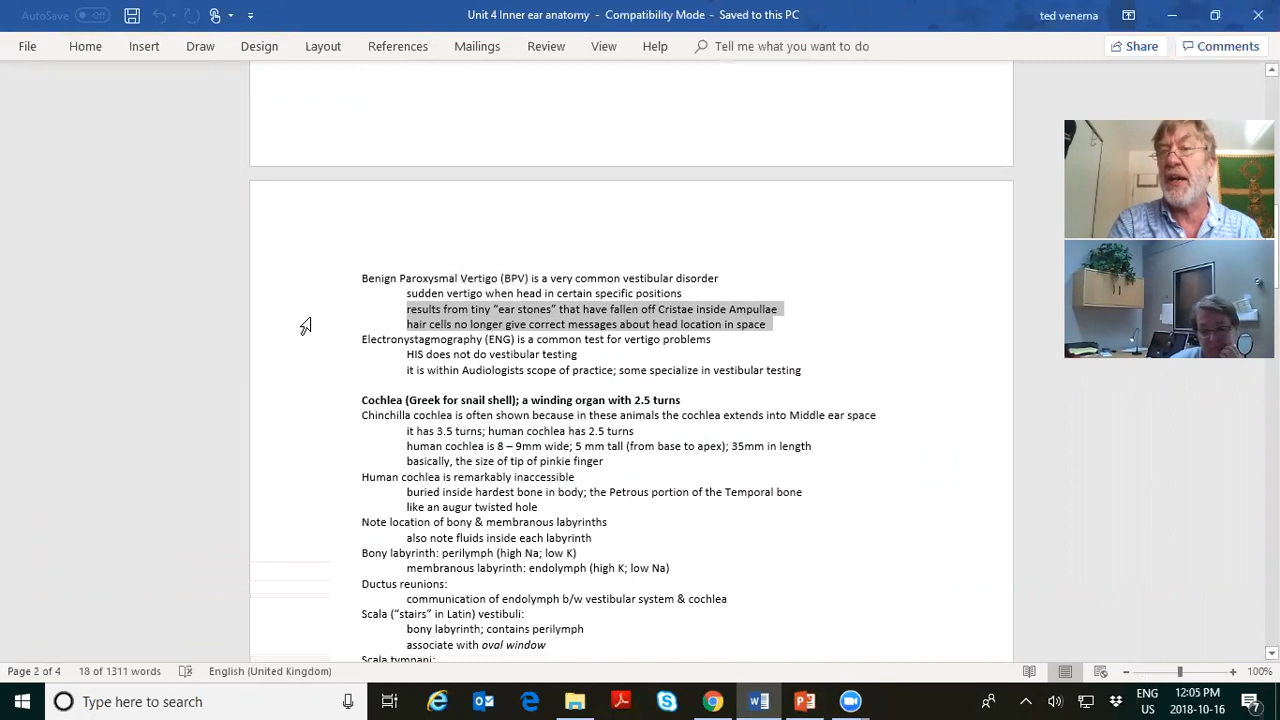 AutoSave Off Unit 4 Inner ear anatomy - Compatibility Mode - Saved to this PC ted venema
File Home Insert Draw Design Layout References Mailings Review View Help Tell me what you want to do Share Comments
Benign Paroxysmal Vertigo (BPV) is a very common vestibular disorder
sudden vertigo when head in certain specific positions
results from tiny “ear stones” that have fallen off Cristae inside Ampullae
hair cells no longer give correct messages about head location in space
Electronystagmography (ENG) is a common test for vertigo problems
HIS does not do vestibular testing
it is within Audiologists scope of practice; some specialize in vestibular testing
Cochlea (Greek for snail shell); a winding organ with 2.5 turns
Chinchilla cochlea is often shown because in these animals the cochlea extends into Middle ear space
it has 3.5 turns; human cochlea has 2.5 turns
human cochlea is 8 – 9mm wide; 5 mm tall (from base to apex); 35mm in length
basically, the size of tip of pinkie finger
Human cochlea is remarkably inaccessible
buried inside hardest bone in body; the Petrous portion of the Temporal bone
like an augur twisted hole
Note location of bony & membranous labyrinths
also note fluids inside each labyrinth
Bony labyrinth: perilymph (high Na; low K)
membranous labyrinth: endolymph (high K; low Na)
Ductus reunions:
communication of endolymph b/w vestibular system & cochlea
Scala (“stairs” in Latin) vestibuli:
bony labyrinth; contains perilymph
associate with oval window
Scala tympani:
Page 2 of 4 18 of 1311 words English (United Kingdom) 100%
Type here to search ENG 12:05 PM
US 2018-10-16 7